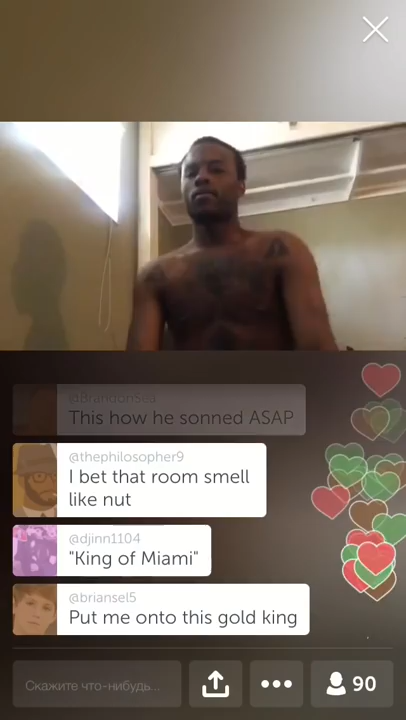 @BrandonSea
This how he sonned ASAP
@thephilosopher9
I bet that room smell
like nut
@djinn1104
"King of Miami"
@briansel5
Put me onto this gold king
Скажите что-нибудь...
90